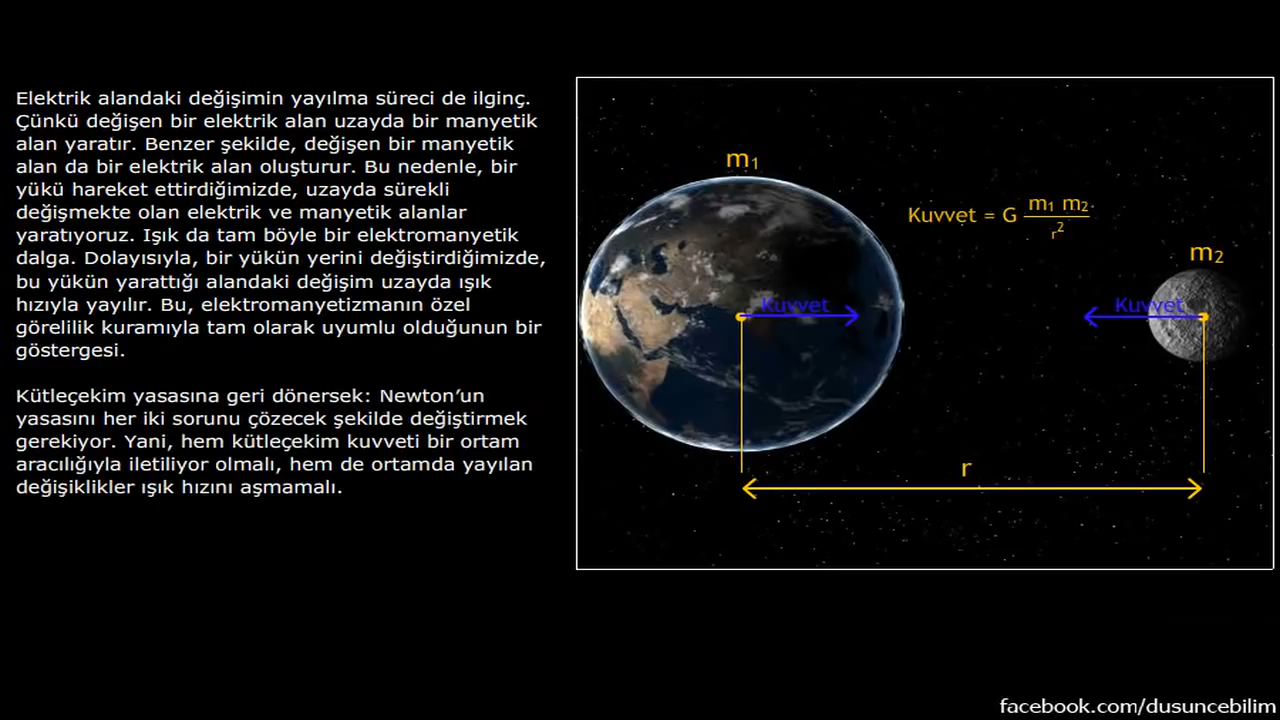 Elektrik alandaki değişimin yayılma süreci de ilginç.
Çünkü değişen bir elektrik alan uzayda bir manyetik
alan yaratır. Benzer şekilde, değişen bir manyetik
alan da bir elektrik alan oluşturur. Bu nedenle, bir
yükü hareket ettirdiğimizde, uzayda sürekli
değişmekte olan elektrik ve manyetik alanlar
yaratıyoruz. Işık da tam böyle bir elektromanyetik
dalga. Dolayısıyla, bir yükün yerini değiştirdiğimizde,
bu yükün yarattığı alandaki değişim uzayda ışık
hızıyla yayılır. Bu, elektromanyetizmanın özel
görelilik kuramıyla tam olarak uyumlu olduğunun bir
göstergesi.
Kütleçekim yasasına geri dönersek: Newton’un
yasasını her iki sorunu çözecek şekilde değiştirmek
gerekiyor. Yani, hem kütleçekim kuvveti bir ortam
aracılığıyla iletiliyor olmalı, hem de ortamda yayılan
değişiklikler ışık hızını aşmamalı.
m₁
Kuvvet = G m₁ m₂ / r²
m₂
Kuvvet
Kuvvet
r
facebook.com/dusuncebilim